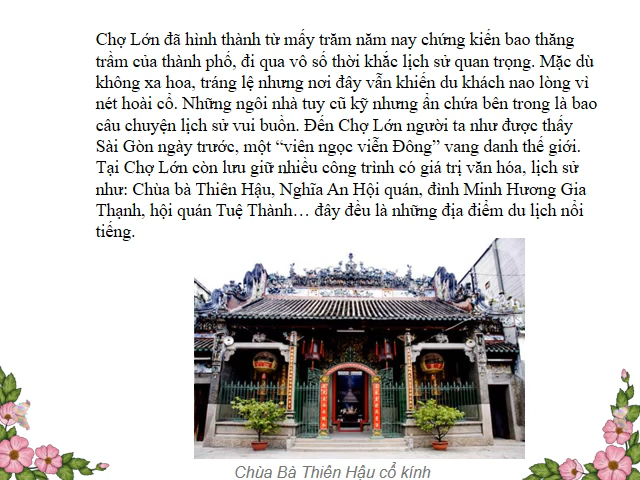 Chợ Lớn đã hình thành từ mấy trăm năm nay chứng kiến bao thăng
trầm của thành phố, đi qua vô số thời khắc lịch sử quan trọng. Mặc dù
không xa hoa, tráng lệ nhưng nơi đây vẫn khiến du khách nao lòng vì
nét hoài cổ. Những ngôi nhà tuy cũ kỹ nhưng ẩn chứa bên trong là bao
câu chuyện lịch sử vui buồn. Đến Chợ Lớn người ta như được thấy
Sài Gòn ngày trước, một “viên ngọc viễn Đông” vang danh thế giới.
Tại Chợ Lớn còn lưu giữ nhiều công trình có giá trị văn hóa, lịch sử
như: Chùa bà Thiên Hậu, Nghĩa An Hội quán, đình Minh Hương Gia
Thạnh, hội quán Tuệ Thành… đây đều là những địa điểm du lịch nổi
tiếng.
Chùa Bà Thiên Hậu cổ kính